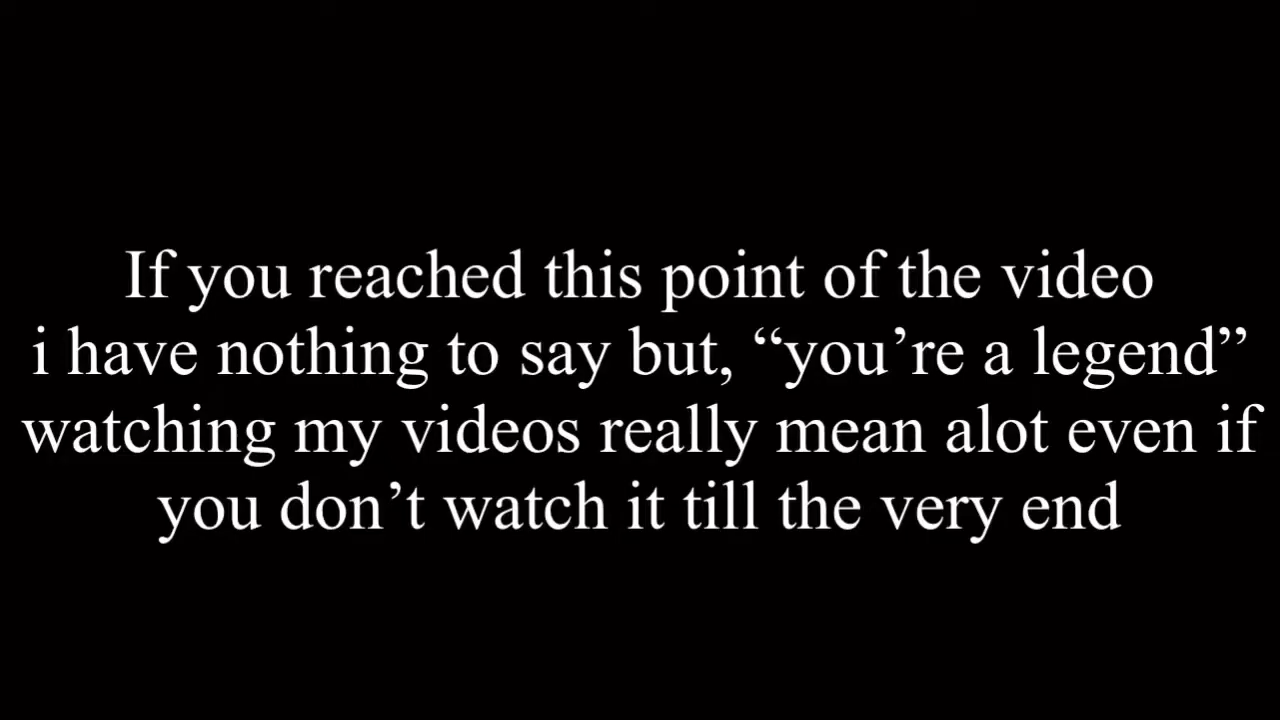 If you reached this point of the video
i have nothing to say but, “you’re a legend”
watching my videos really mean alot even if
you don’t watch it till the very end